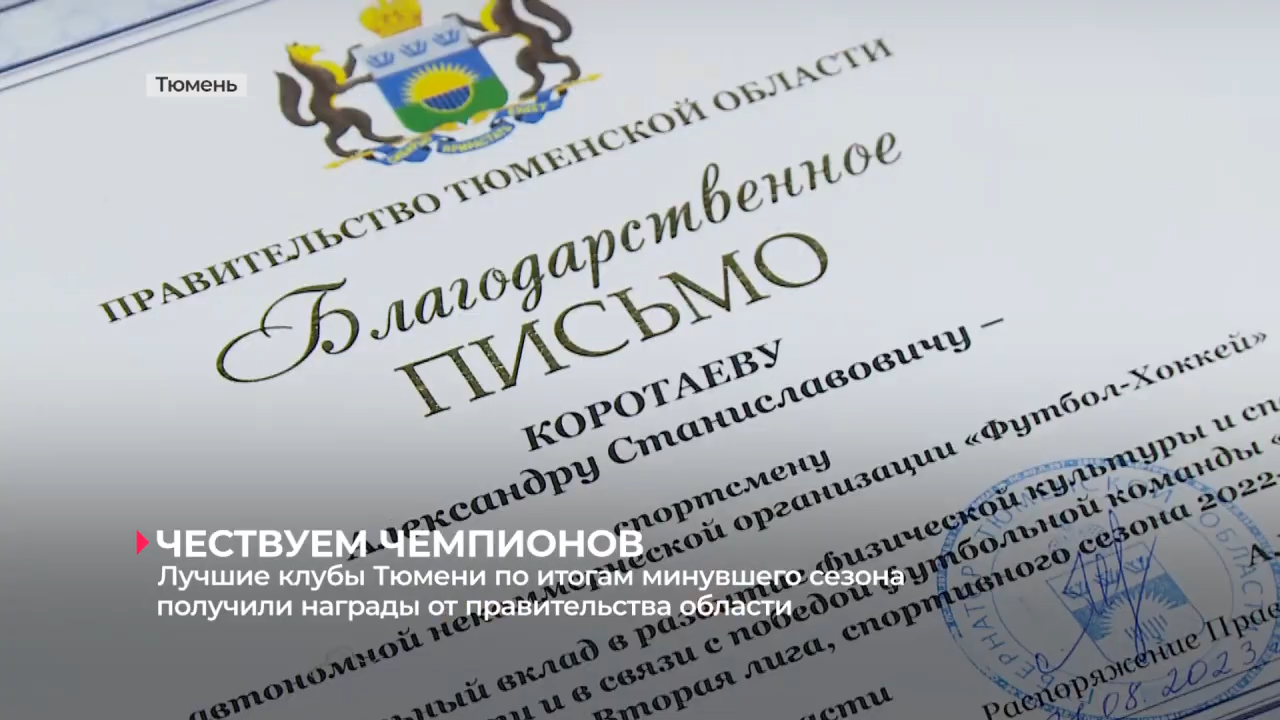 Тюмень
ПРАВИТЕЛЬСТВО ТЮМЕНСКОЙ ОБЛАСТИ
Благодарственное
ПИСЬМО
КОРОТАЕВУ
Александру Станиславовичу –
спортсмену
автономной некоммерческой организации «Футбол-Хоккей»
вклад в развитие физической культуры и
и в связи с победой футбольной команды
Вторая лига, спортивного сезона 2022-
Распоряжение
08.2023
ЧЕСТВУЕМ ЧЕМПИОНОВ
Лучшие клубы Тюмени по итогам минувшего сезона
получили награды от правительства области